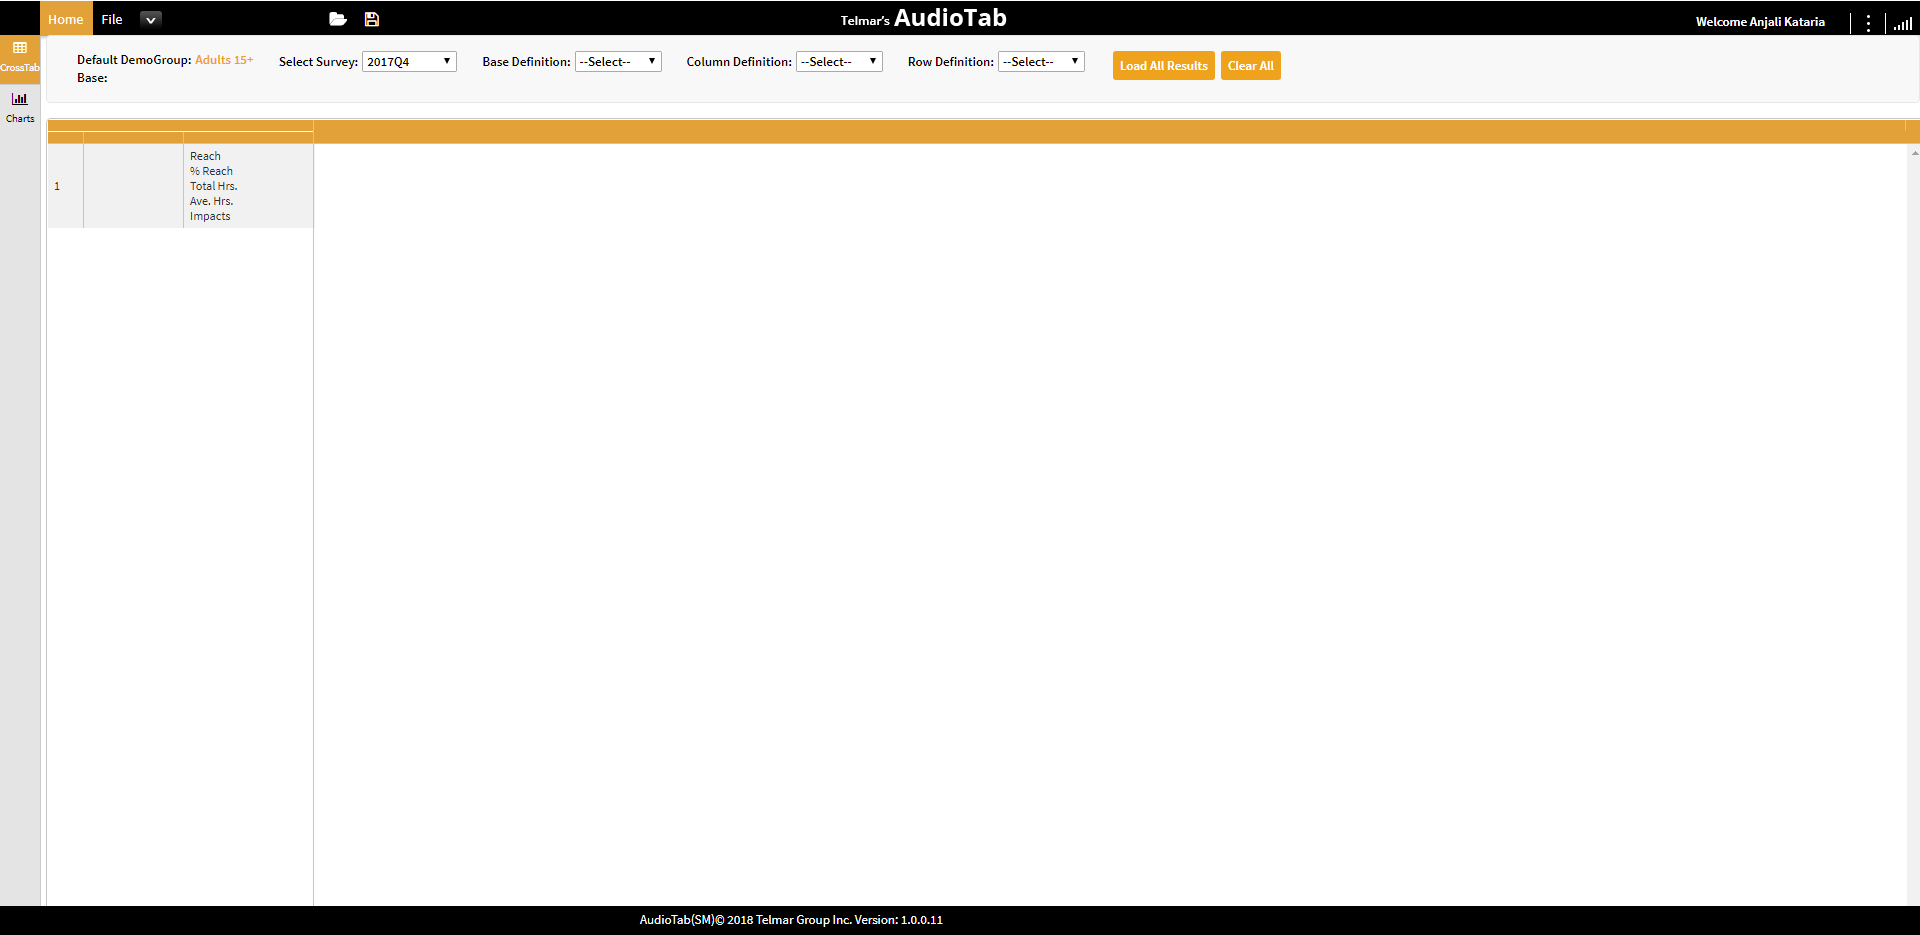 Home File Telmar's AudioTab Welcome Anjali Kataria
CrossTab
Default DemoGroup: Adults 15+ Select Survey: 2017Q4 Base Definition: --Select-- Column Definition: --Select-- Row Definition: --Select-- Load All Results Clear All
Base:
Charts
1
Reach
% Reach
Total Hrs.
Ave. Hrs.
Impacts
AudioTab(SM)© 2018 Telmar Group Inc. Version: 1.0.0.11